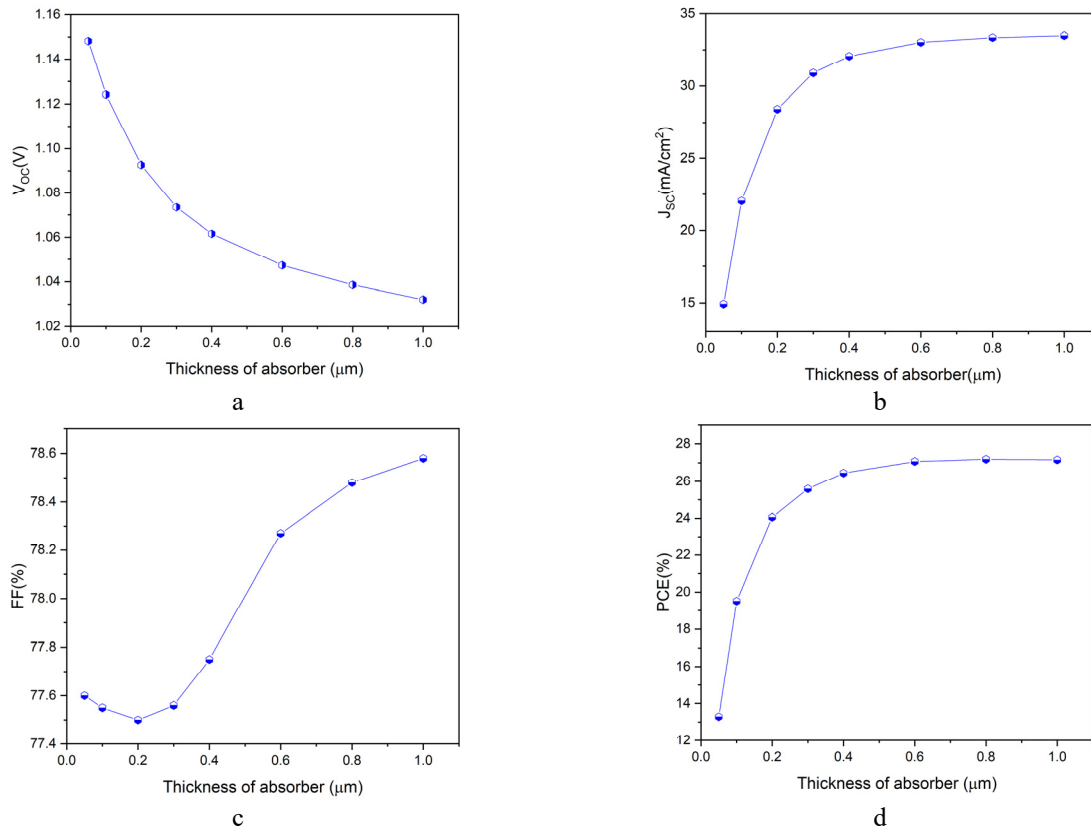 1.16
1.14
1.12
1.10
1.08
1.06
1.04
1.02
V_OC(V)
0.0 0.2 0.4 0.6 0.8 1.0
Thickness of absorber (μm)
a
35
30
25
20
15
J_SC(mA/cm²)
0.0 0.2 0.4 0.6 0.8 1.0
Thickness of absorber(μm)
b
78.6
78.4
78.2
78.0
77.8
77.6
77.4
FF(%)
0.0 0.2 0.4 0.6 0.8 1.0
Thickness of absorber (μm)
c
28
26
24
22
20
18
16
14
12
PCE(%)
0.0 0.2 0.4 0.6 0.8 1.0
Thickness of absorber (μm)
d